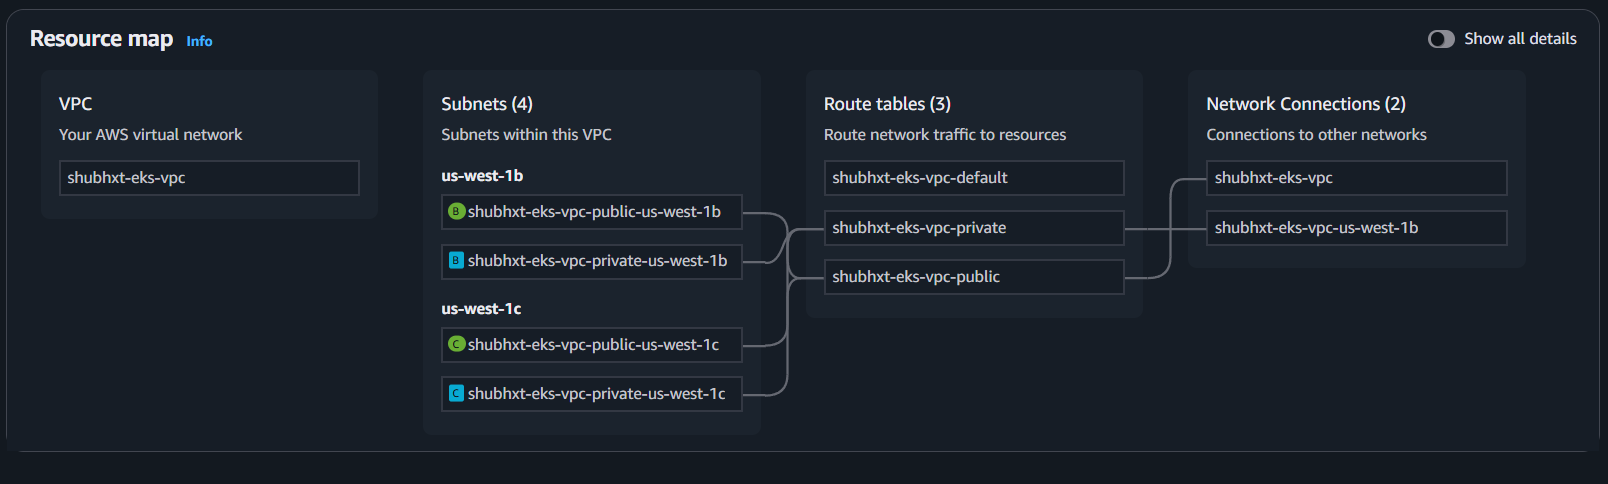 Resource map Info
Show all details
VPC
Your AWS virtual network
shubhxt-eks-vpc
Subnets (4)
Subnets within this VPC
us-west-1b
B shubhxt-eks-vpc-public-us-west-1b
B shubhxt-eks-vpc-private-us-west-1b
us-west-1c
C shubhxt-eks-vpc-public-us-west-1c
C shubhxt-eks-vpc-private-us-west-1c
Route tables (3)
Route network traffic to resources
shubhxt-eks-vpc-default
shubhxt-eks-vpc-private
shubhxt-eks-vpc-public
Network Connections (2)
Connections to other networks
shubhxt-eks-vpc
shubhxt-eks-vpc-us-west-1b